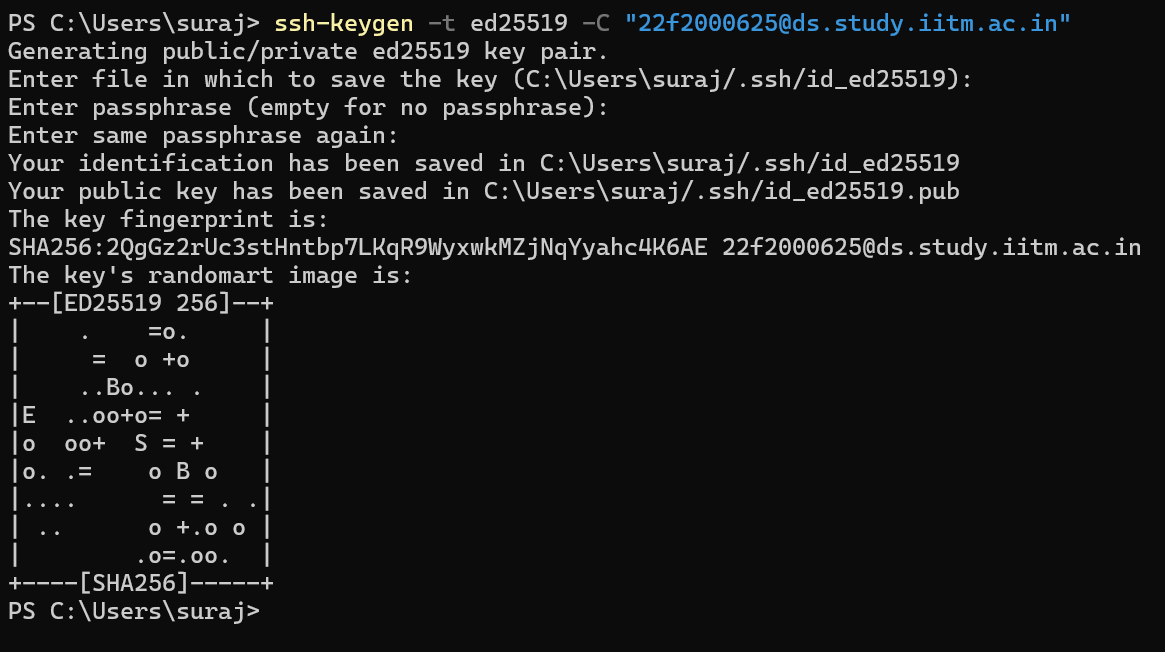 PS C:\Users\suraj> ssh-keygen -t ed25519 -C "22f2000625@ds.study.iitm.ac.in"
Generating public/private ed25519 key pair.
Enter file in which to save the key (C:\Users\suraj/.ssh/id_ed25519):
Enter passphrase (empty for no passphrase):
Enter same passphrase again:
Your identification has been saved in C:\Users\suraj/.ssh/id_ed25519
Your public key has been saved in C:\Users\suraj/.ssh/id_ed25519.pub
The key fingerprint is:
SHA256:2QgGz2rUc3stHntbp7LKqR9WyxwkMZjNqYyahc4K6AE 22f2000625@ds.study.iitm.ac.in
The key's randomart image is:
+--[ED25519 256]--+
|    .    =o.     |
|     =  o +o     |
|    ..Bo... .    |
|E  ..oo+o= +     |
|o  oo+  S = +    |
|o. .=    o B o   |
|....      = = . .|
| ..      o +.o o |
|        .o=.oo.  |
+----[SHA256]-----+
PS C:\Users\suraj>